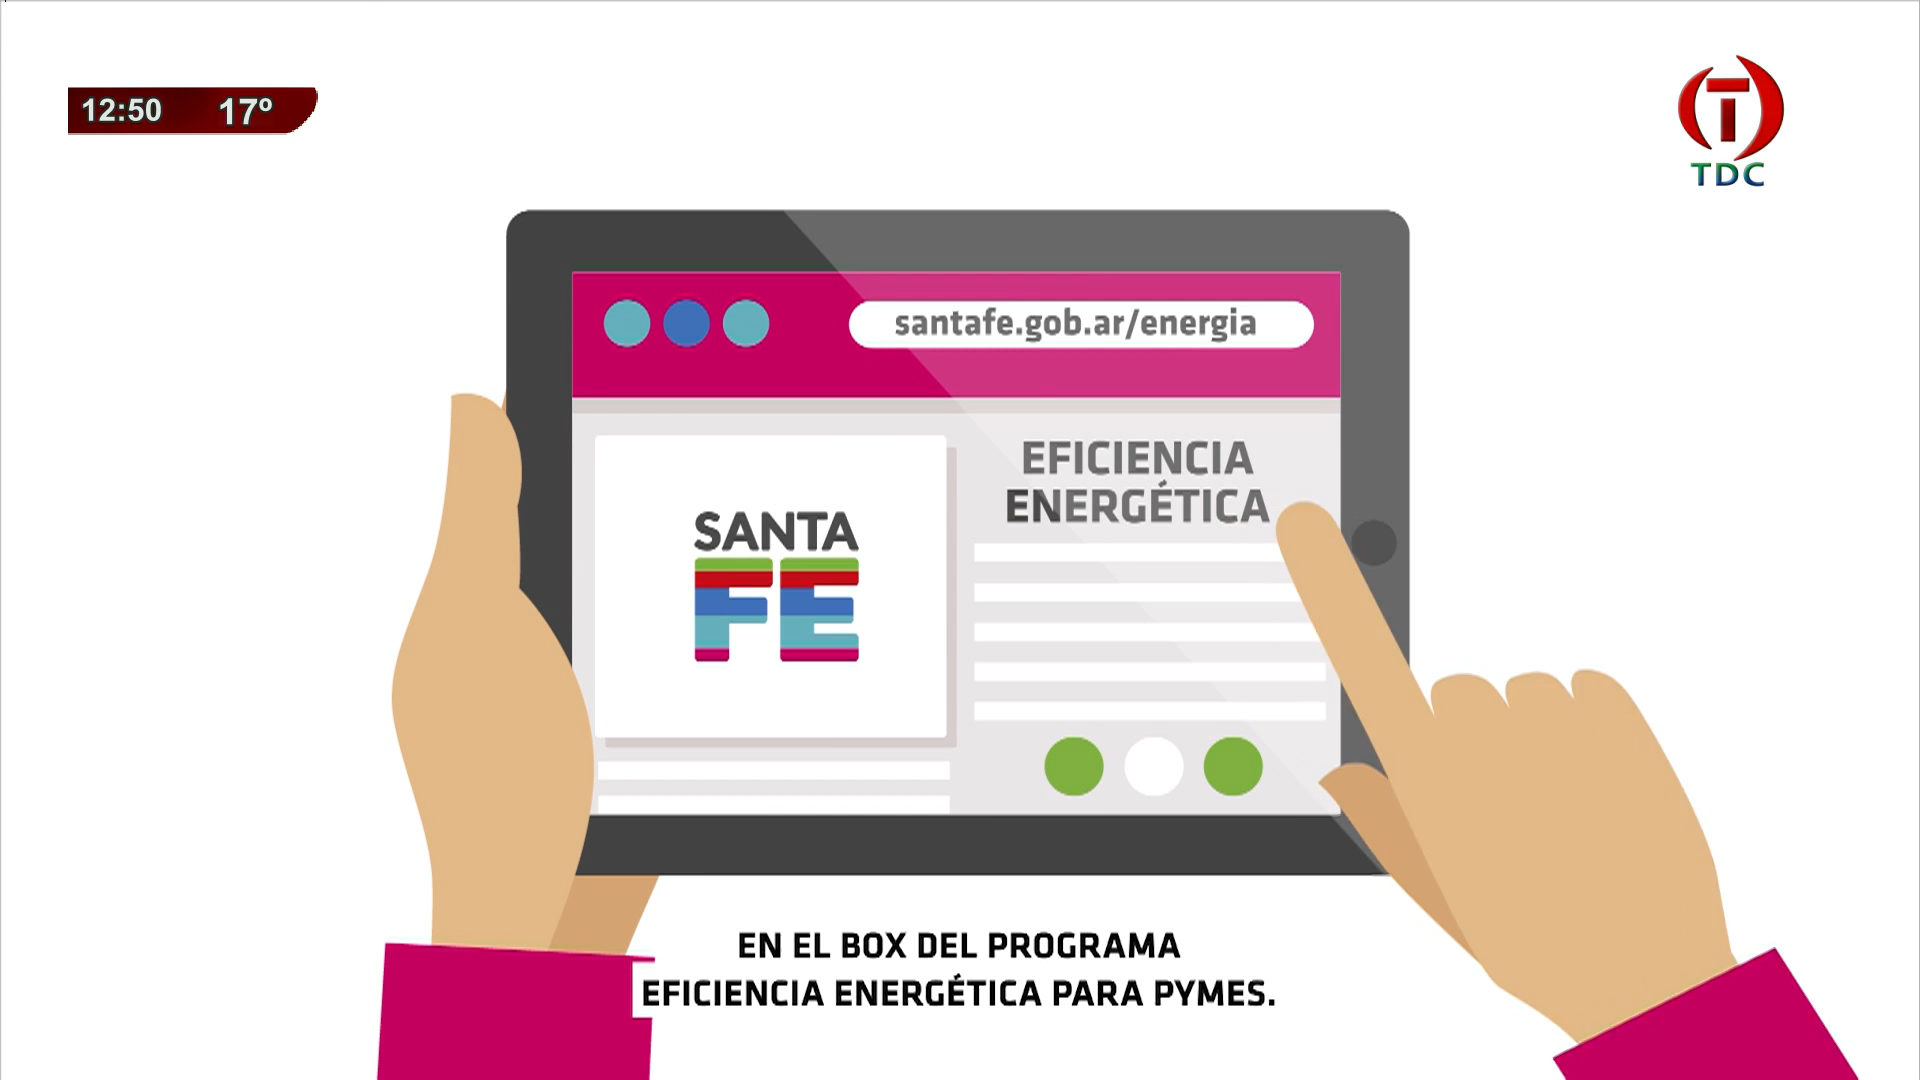 12:50 17º
T
TDC
santafe.gob.ar/energia
EFICIENCIA
ENERGÉTICA
SANTA
FE
EN EL BOX DEL PROGRAMA
EFICIENCIA ENERGÉTICA PARA PYMES.